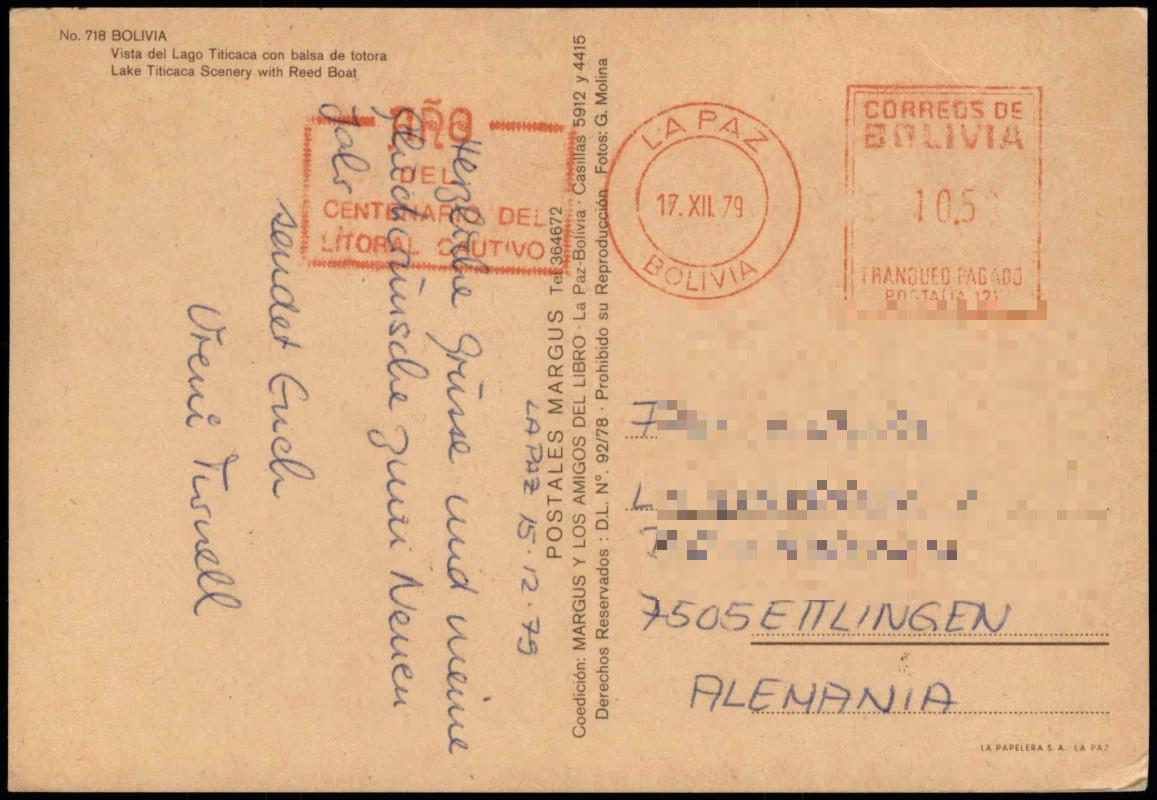 No. 718 BOLIVIA
Vista del Lago Titicaca con balsa de totora
Lake Titicaca Scenery with Reed Boat
AÑO
DEL
CENTENARIO DEL
LITORAL CAUTIVO
LA PAZ
17. XII. 79
BOLIVIA
CORREOS DE
BOLIVIA
10.5
FRANQUEO PAGADO
POSTALIA
LA PAZ 15.12.79
Herzliche Grüsse und meine
Glückwünsche zum Neuen
Jahr
sendet Euch
Vreni
POSTALES MARGUS Tel. 364672
Coedición: MARGUS Y LOS AMIGOS DEL LIBRO · La Paz-Bolivia · Casillas 5912 y 4415
Derechos Reservados : D.L. Nº. 92/78 · Prohibido su Reproducción Fotos: G. Molina
7505 ETTLINGEN
ALEMANIA
LA PAPELERA S. A. LA PAZ